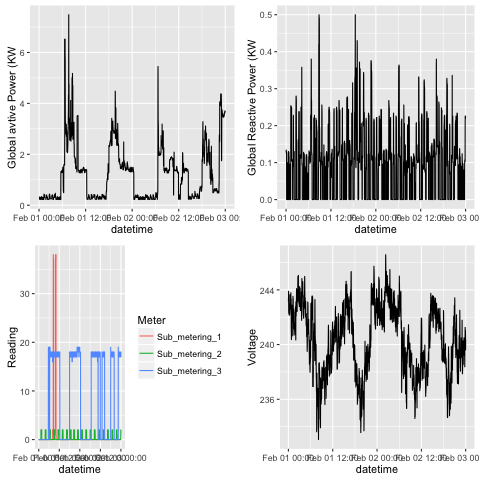 Global avtive Power (KW
6
4
2
0
Feb 01 00:00
Feb 01 12:00
Feb 02 00:00
Feb 02 12:00
Feb 03 00:
datetime
Global Reactive Power (KW
0.5
0.4
0.3
0.2
0.1
0.0
Feb 01 00:00
Feb 01 12:00
Feb 02 00:00
Feb 02 12:00
Feb 03 00:
datetime
Reading
30
20
10
0
datetime
Meter
Sub_metering_1
Sub_metering_2
Sub_metering_3
Voltage
244
240
236
Feb 01 00:00
Feb 01 12:00
Feb 02 00:00
Feb 02 12:00
Feb 03 00:
datetime